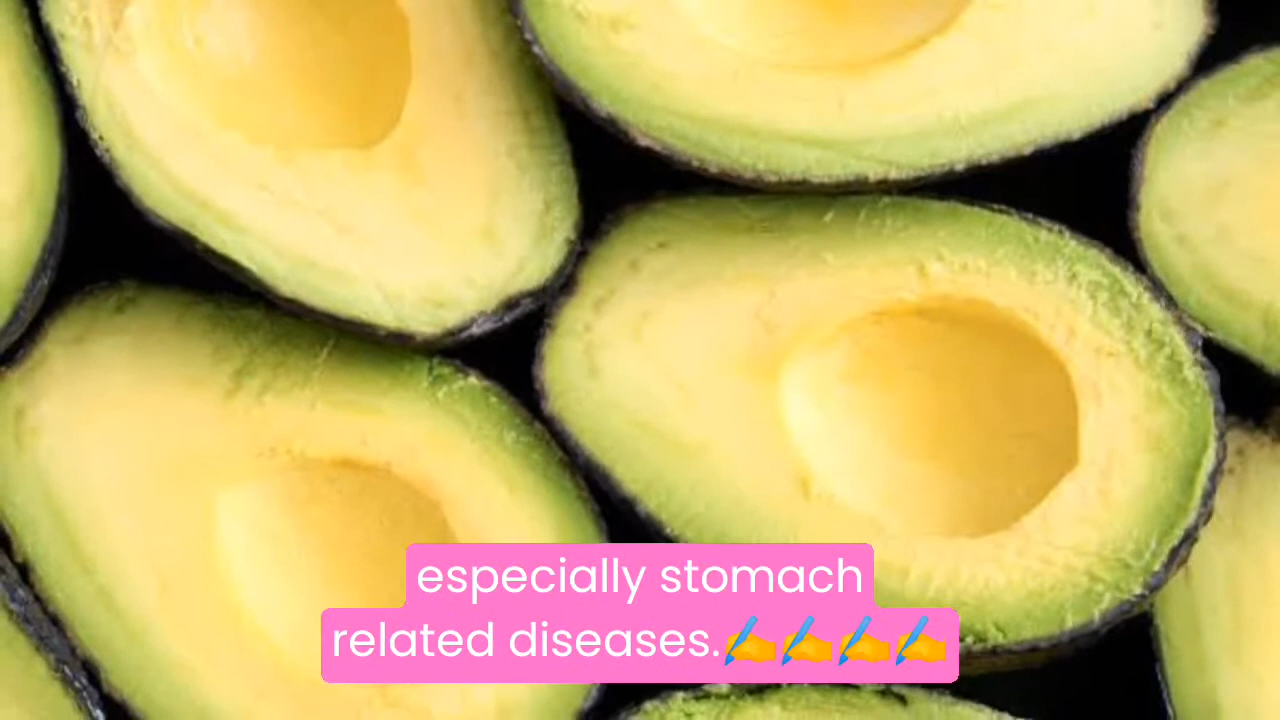 especially stomach
related diseases.✍️✍️✍️✍️